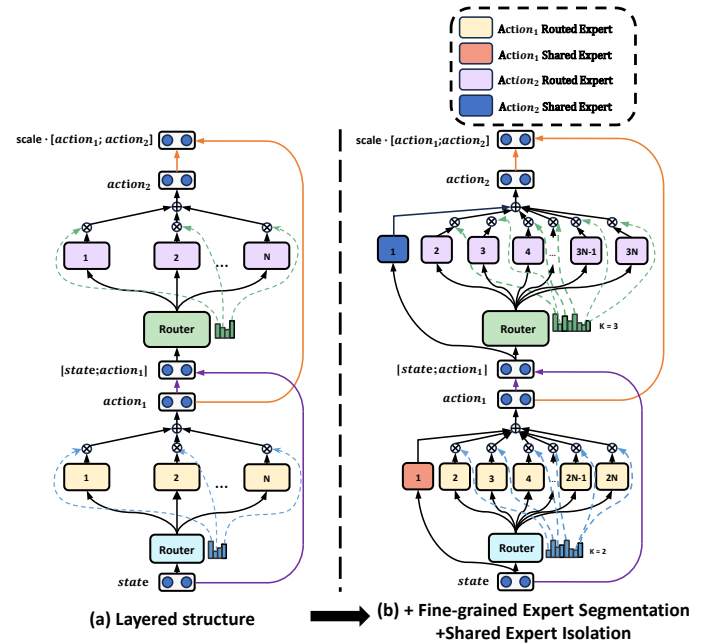 Action₁ Routed Expert
Action₁ Shared Expert
Action₂ Routed Expert
Action₂ Shared Expert
scale · [action₁; action₂]
action₂
1
2
...
N
Router
[state;action₁]
action₁
1
2
...
N
Router
state
(a) Layered structure
scale · [action₁;action₂]
action₂
1
2
3
4
...
3N-1
3N
Router
K = 3
[state;action₁]
action₁
1
2
3
4
...
2N-1
2N
Router
K = 2
state
(b) + Fine-grained Expert Segmentation
+Shared Expert Isolation